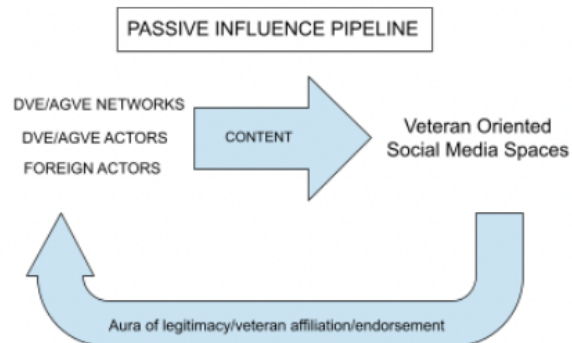 PASSIVE INFLUENCE PIPELINE
DVE/AGVE NETWORKS
DVE/AGVE ACTORS
FOREIGN ACTORS
CONTENT
Veteran Oriented
Social Media Spaces
Aura of legitimacy/veteran affiliation/endorsement